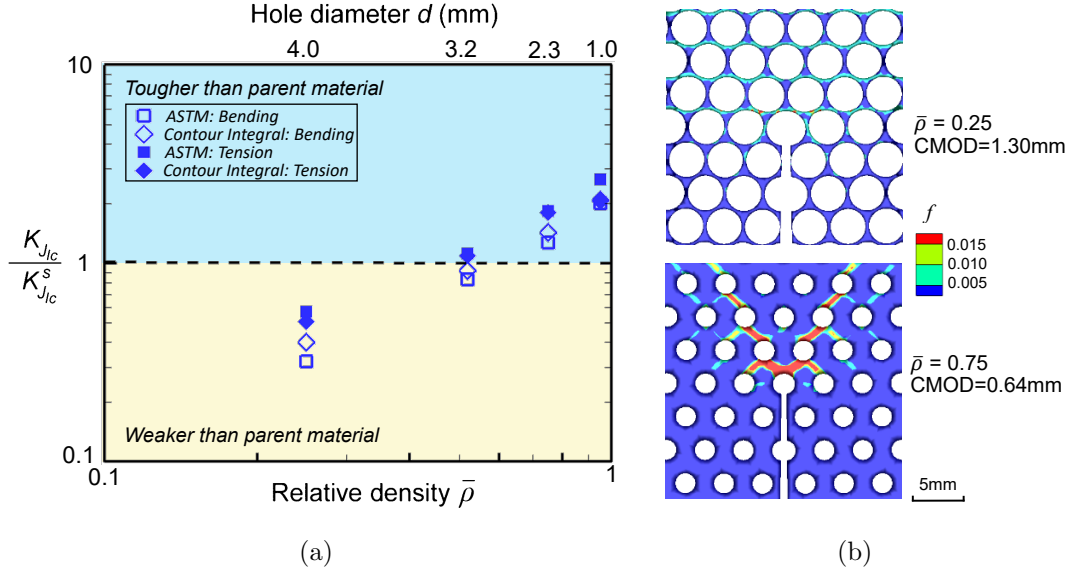 Hole diameter d (mm)
4.0 3.2 2.3 1.0
10
Tougher than parent material
ASTM: Bending
Contour Integral: Bending
ASTM: Tension
Contour Integral: Tension
K_{J_{Ic}}
K^{s}_{J_{Ic}}
1
Weaker than parent material
0.1
0.1 1
Relative density ρ̄
(a)
ρ̄ = 0.25
CMOD=1.30mm
f
0.015
0.010
0.005
ρ̄ = 0.75
CMOD=0.64mm
5mm
(b)